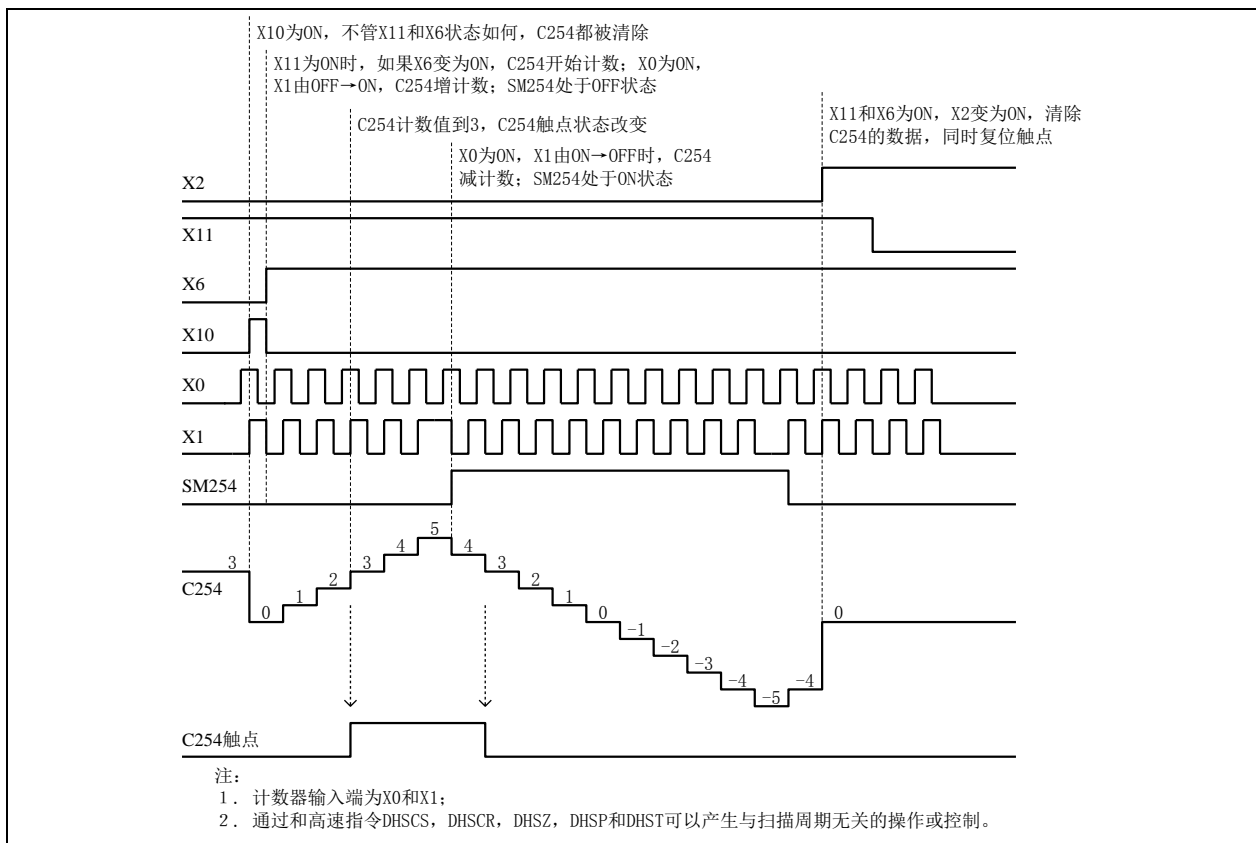 X10为ON，不管X11和X6状态如何，C254都被清除
X11为ON时，如果X6变为ON，C254开始计数；X0为ON，
X1由OFF→ON，C254增计数；SM254处于OFF状态
C254计数值到3，C254触点状态改变
X11和X6为ON，X2变为ON，清除
C254的数据，同时复位触点
X0为ON，X1由ON→OFF时，C254
减计数；SM254处于ON状态
X2
X11
X6
X10
X0
X1
SM254
C254
3
0
1
2
3
4
5
4
3
2
1
0
-1
-2
-3
-4
-5
-4
0
C254触点
注：
1．计数器输入端为X0和X1；
2．通过和高速指令DHSCS，DHSCR，DHSZ，DHSP和DHST可以产生与扫描周期无关的操作或控制。